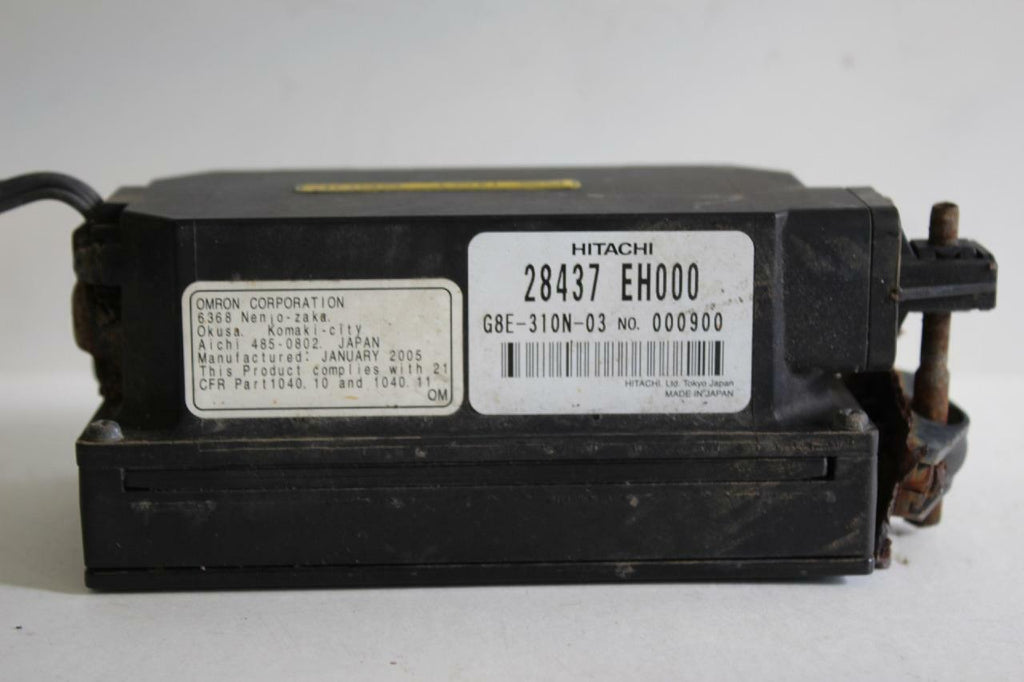 OMRON CORPORATION
6368 Nenjo-zaka,
Okusa, Komaki-city
Aichi 485-0802 JAPAN
Manufactured: JANUARY 2005
This Product complies with 21
CFR Part1040.10 and 1040.11
OM
HITACHI
28437 EH000
G8E-310N-03 NO. 000900
HITACHI, Ltd. Tokyo Japan
MADE IN JAPAN